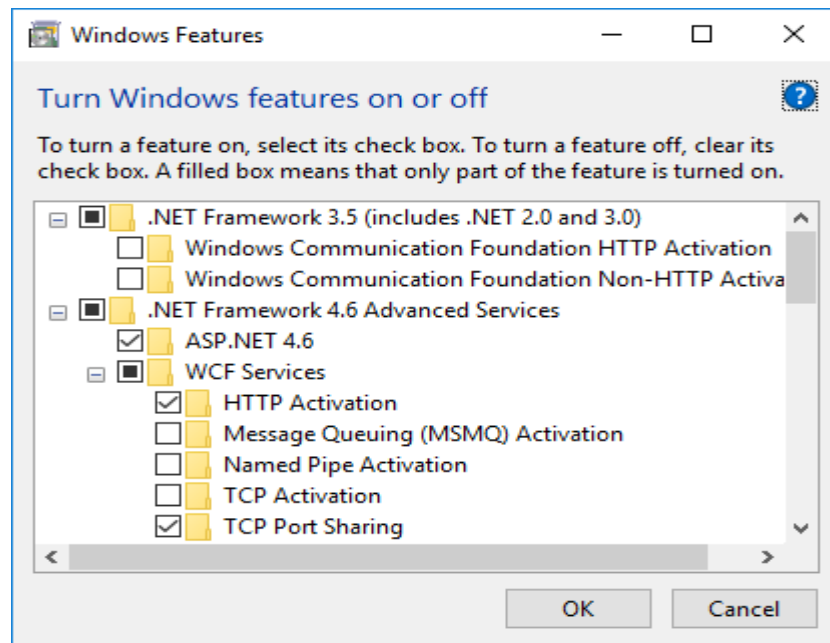 Windows Features
Turn Windows features on or off
?
To turn a feature on, select its check box. To turn a feature off, clear its
check box. A filled box means that only part of the feature is turned on.
.NET Framework 3.5 (includes .NET 2.0 and 3.0)
Windows Communication Foundation HTTP Activation
Windows Communication Foundation Non-HTTP Activa
.NET Framework 4.6 Advanced Services
ASP.NET 4.6
WCF Services
HTTP Activation
Message Queuing (MSMQ) Activation
Named Pipe Activation
TCP Activation
TCP Port Sharing
OK Cancel